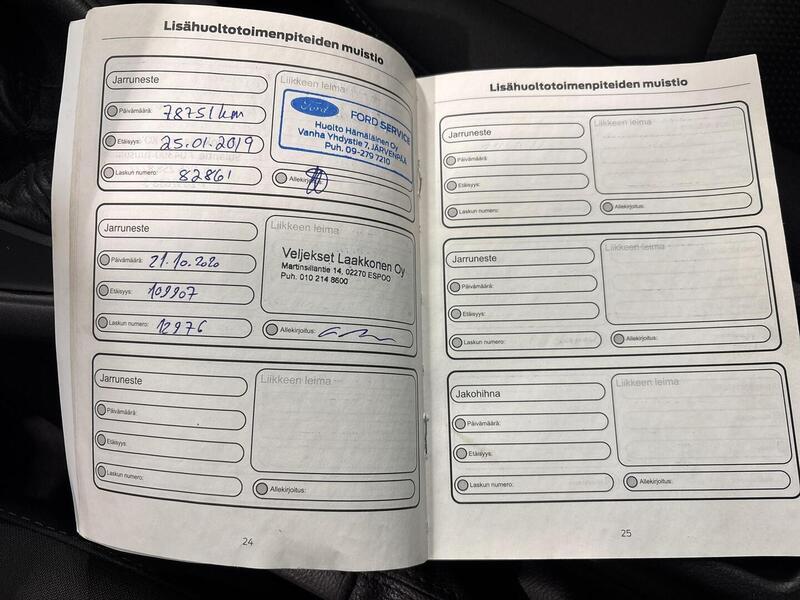 Lisähuoltotoimenpiteiden muistio
Jarruneste
Päivämäärä: 78751 km
Etäisyys: 25.01.2019
Laskun numero: 82861
Liikkeen leima
Ford FORD SERVICE
Huolto Hämäläinen Oy
Vanha Yhdystie 7, JÄRVENPÄÄ
Puh. 09-279 7210
Allekirjoitus:
Jarruneste
Päivämäärä: 21.10.2020
Etäisyys: 109907
Laskun numero: 12976
Liikkeen leima
Veljekset Laakkonen Oy
Martinsillantie 14, 02270 ESPOO
Puh. 010 214 8600
Allekirjoitus:
Jarruneste
Päivämäärä:
Etäisyys:
Laskun numero:
Liikkeen leima
Allekirjoitus:
24
Lisähuoltotoimenpiteiden muistio
Jarruneste
Päivämäärä:
Etäisyys:
Laskun numero:
Liikkeen leima
Allekirjoitus:
Jarruneste
Päivämäärä:
Etäisyys:
Laskun numero:
Liikkeen leima
Allekirjoitus:
Jakohihna
Päivämäärä:
Etäisyys:
Laskun numero:
Liikkeen leima
Allekirjoitus:
25